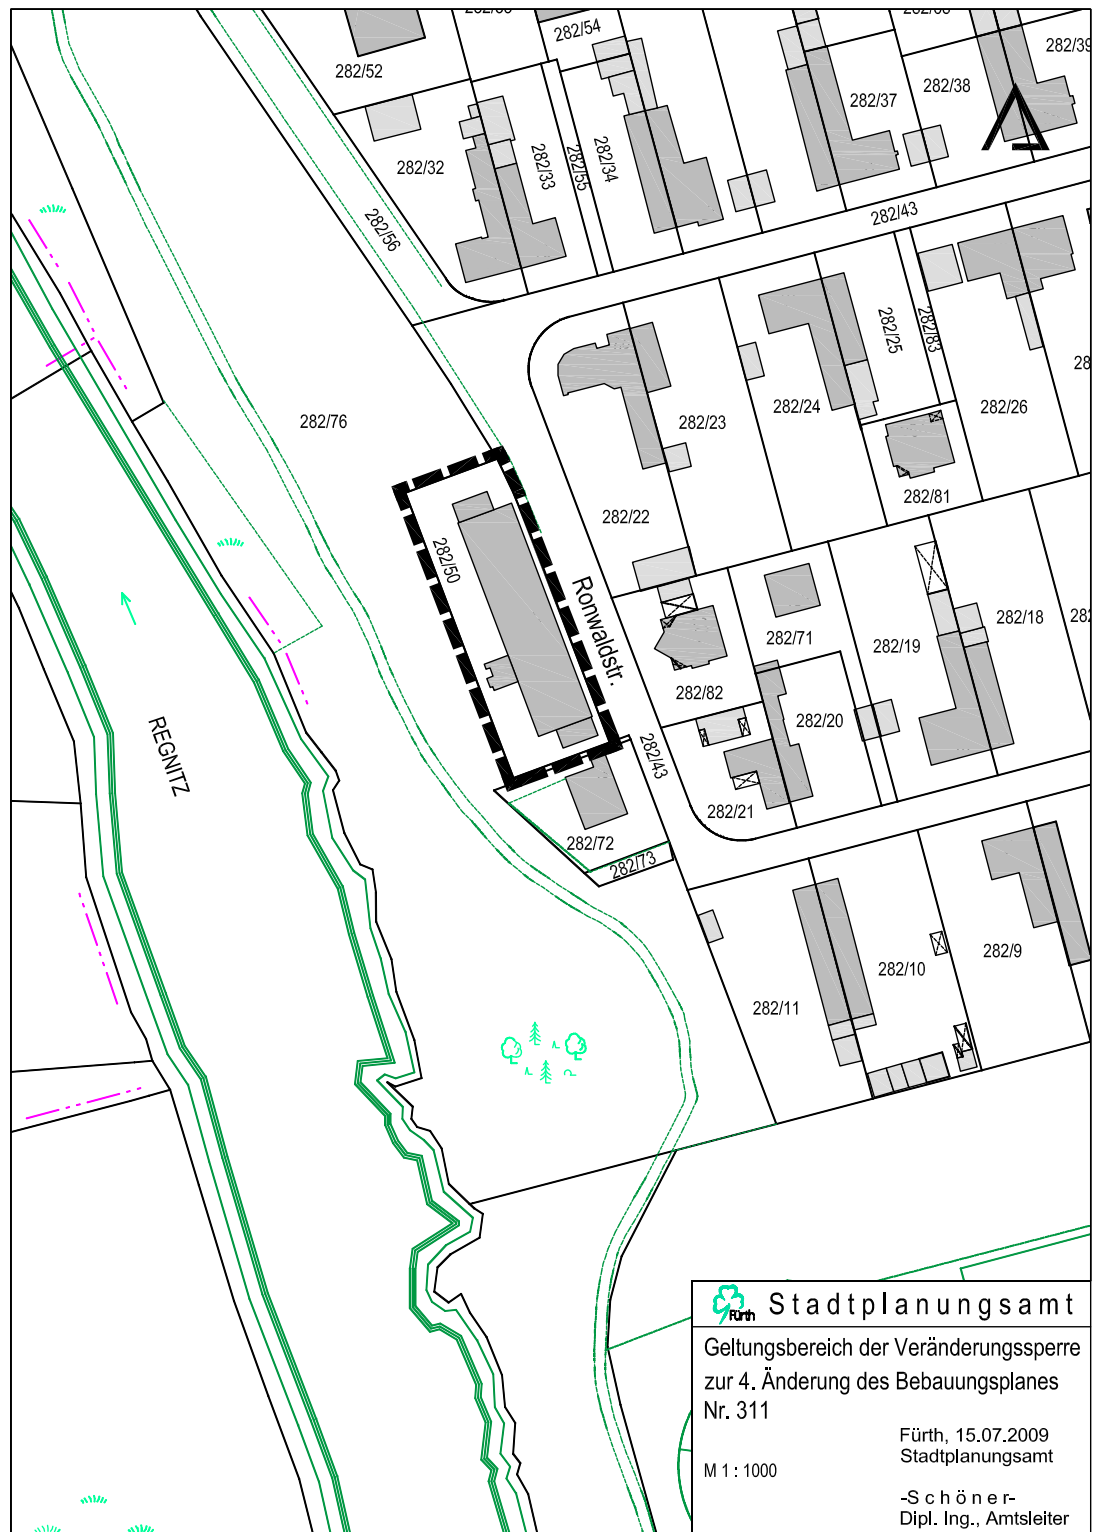 282/54
282/39
282/52
282/38
282/37
282/32
282/33
282/55
282/34
282/43
282/56
282/25
282/83
282/76
282/23
282/24
282/26
282/81
282/22
282/50
Ronwaldstr.
282/71
282/19
282/18
282/82
282/20
REGNITZ
282/43
282/21
282/72
282/73
282/10
282/9
282/11
Fürth
Stadtplanungsamt
Geltungsbereich der Veränderungssperre
zur 4. Änderung des Bebauungsplanes
Nr. 311
Fürth, 15.07.2009
Stadtplanungsamt
M 1 : 1000
-Schöner-
Dipl. Ing., Amtsleiter